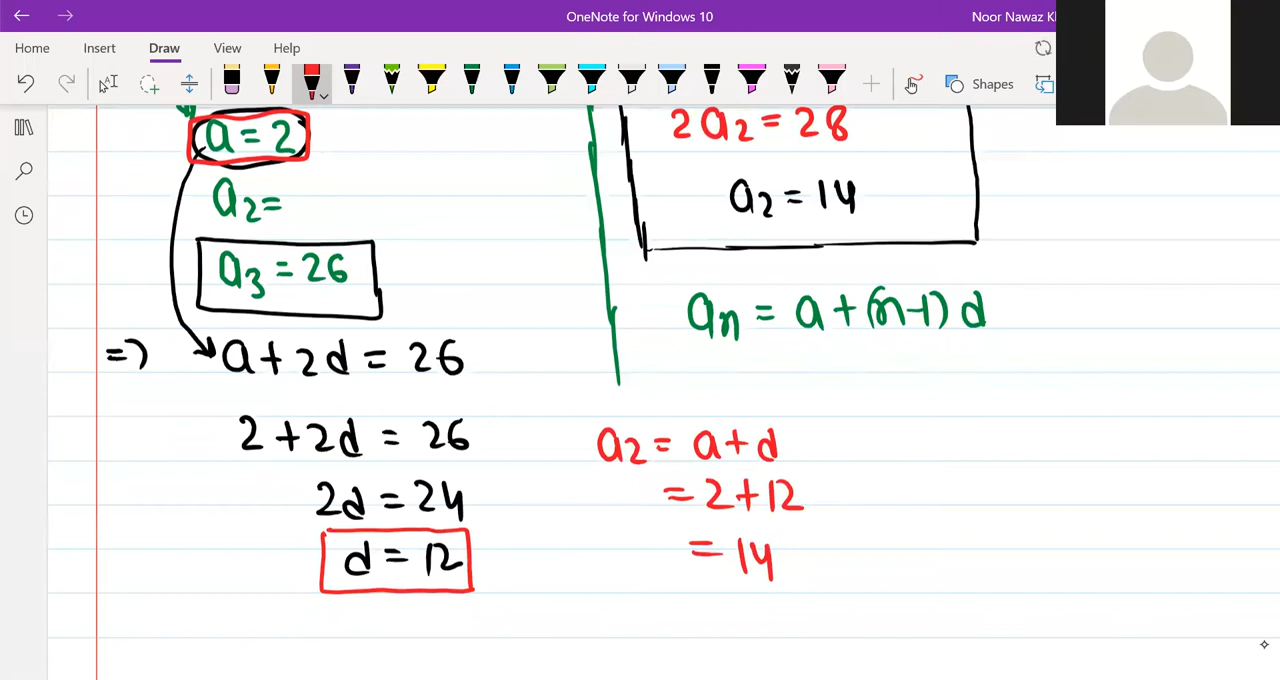 OneNote for Windows 10
Noor Nawaz
Home Insert Draw View Help
Shapes
a = 2
a₂ =
a₃ = 26
=> a + 2d = 26
2 + 2d = 26
2d = 24
d = 12
2a₂ = 28
a₂ = 14
aₙ = a + (n-1) d
a₂ = a + d
= 2 + 12
= 14